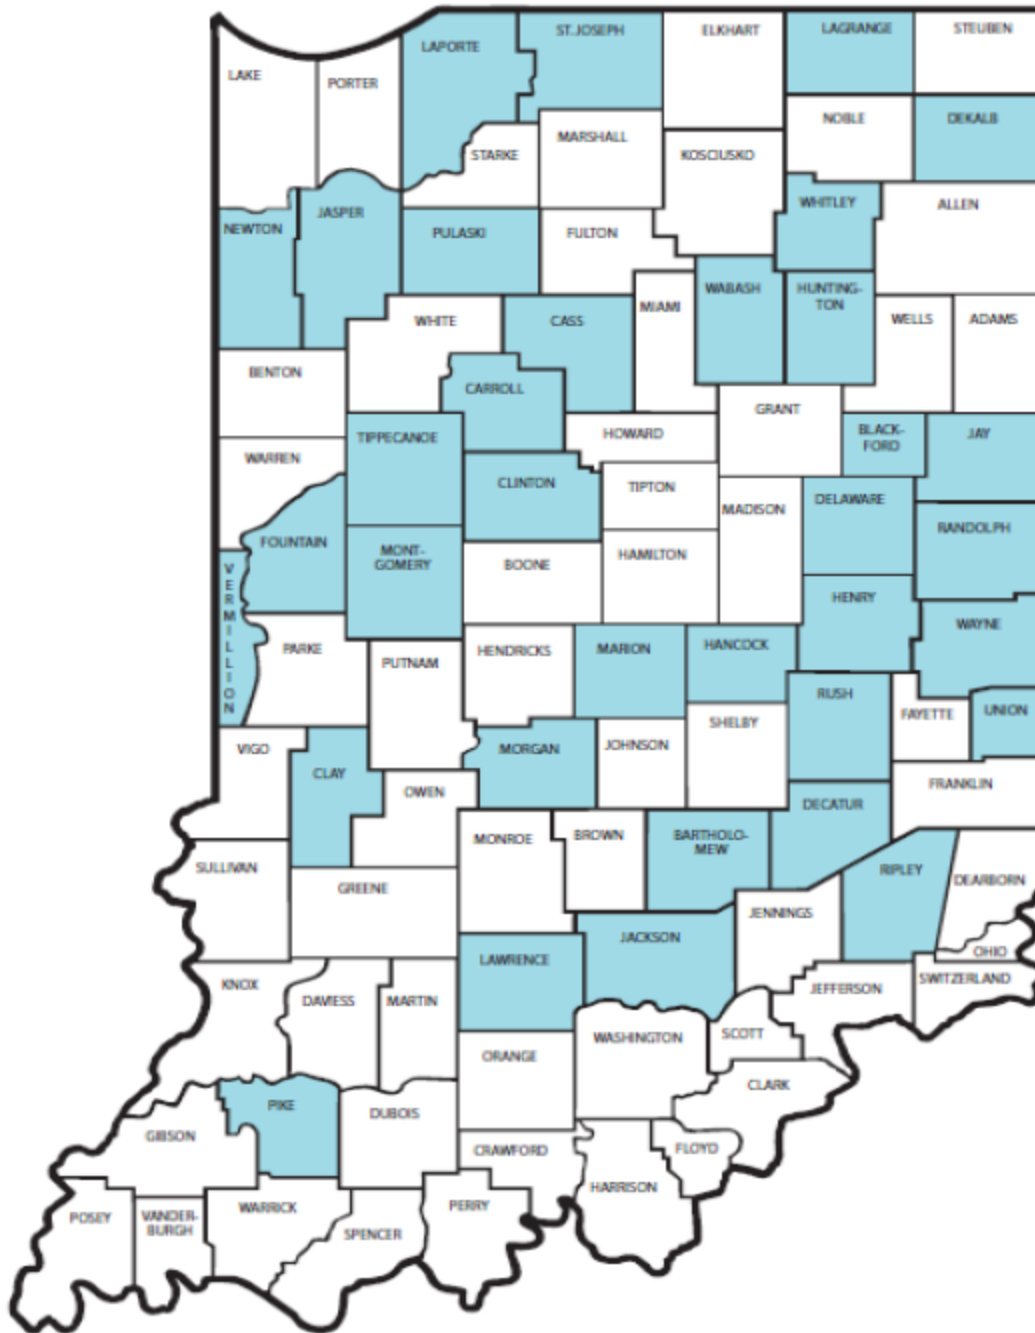 LAKE
PORTER
LAPORTE
ST. JOSEPH
ELKHART
LAGRANGE
STEUBEN
NOBLE
DEKALB
STARKE
MARSHALL
KOSCIUSKO
WHITLEY
ALLEN
NEWTON
JASPER
PULASKI
FULTON
MIAMI
WABASH
HUNTING-
TON
WHITE
CASS
WELLS
ADAMS
BENTON
CARROLL
GRANT
WARREN
TIPPECANOE
HOWARD
BLACK-
FORD
JAY
CLINTON
TIPTON
MADISON
DELAWARE
RANDOLPH
FOUNTAIN
MONT-
GOMERY
BOONE
HAMILTON
HENRY
WAYNE
VERMILLION
PARKE
PUTNAM
HENDRICKS
MARION
HANCOCK
RUSH
FAYETTE
UNION
VIGO
CLAY
OWEN
MORGAN
JOHNSON
SHELBY
FRANKLIN
DECATUR
SULLIVAN
GREENE
MONROE
BROWN
BARTHOLO-
MEW
RIPLEY
DEARBORN
JENNINGS
OHIO
LAWRENCE
JACKSON
KNOX
DAVIESS
MARTIN
JEFFERSON
SWITZERLAND
ORANGE
WASHINGTON
SCOTT
CLARK
GIBSON
PIKE
DUBOIS
CRAWFORD
FLOYD
HARRISON
POSEY
VANDER-
BURGH
WARRICK
SPENCER
PERRY